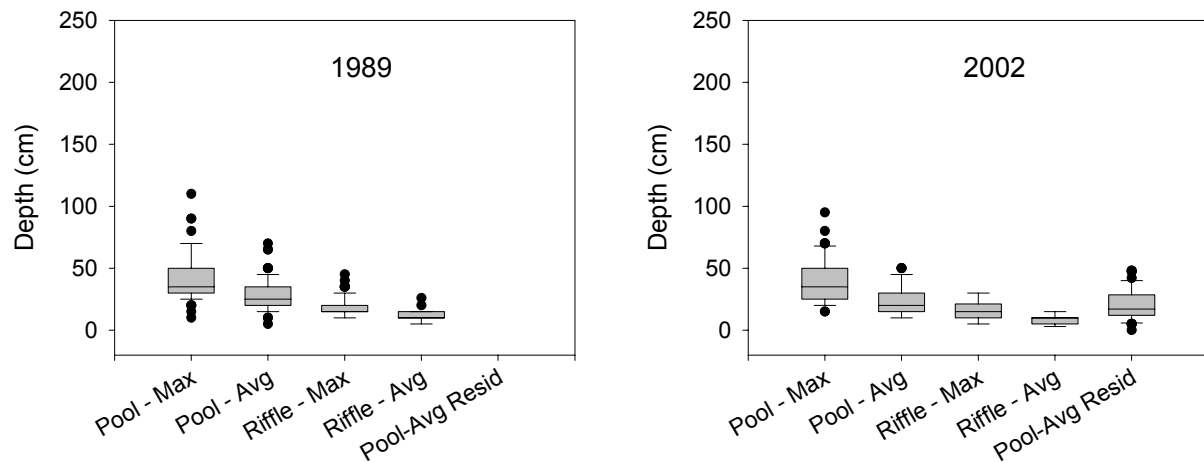 1989
Depth (cm)
250
200
150
100
50
0
Pool - Max
Pool - Avg
Riffle - Max
Riffle - Avg
Pool-Avg Resid
2002
Depth (cm)
250
200
150
100
50
0
Pool - Max
Pool - Avg
Riffle - Max
Riffle - Avg
Pool-Avg Resid